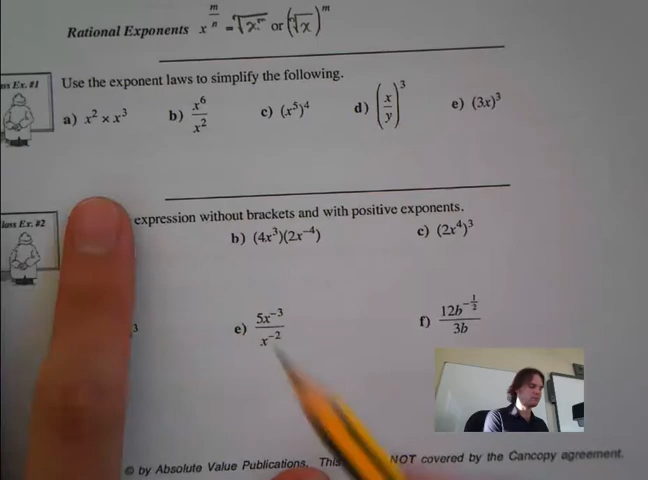 Rational Exponents x^{m/n} = ⁿ√x^m or (ⁿ√x)^m
ss Ex. #1
Use the exponent laws to simplify the following.
a) x² × x³ b) x⁶/x² c) (x⁵)⁴ d) (x/y)³ e) (3x)³
lass Ex. #2
expression without brackets and with positive exponents.
b) (4x³)(2x⁻⁴) c) (2x⁴)³
3 e) 5x⁻³/x⁻² f) 12b^{-1/2}/3b
© by Absolute Value Publications. This NOT covered by the Cancopy agreement.